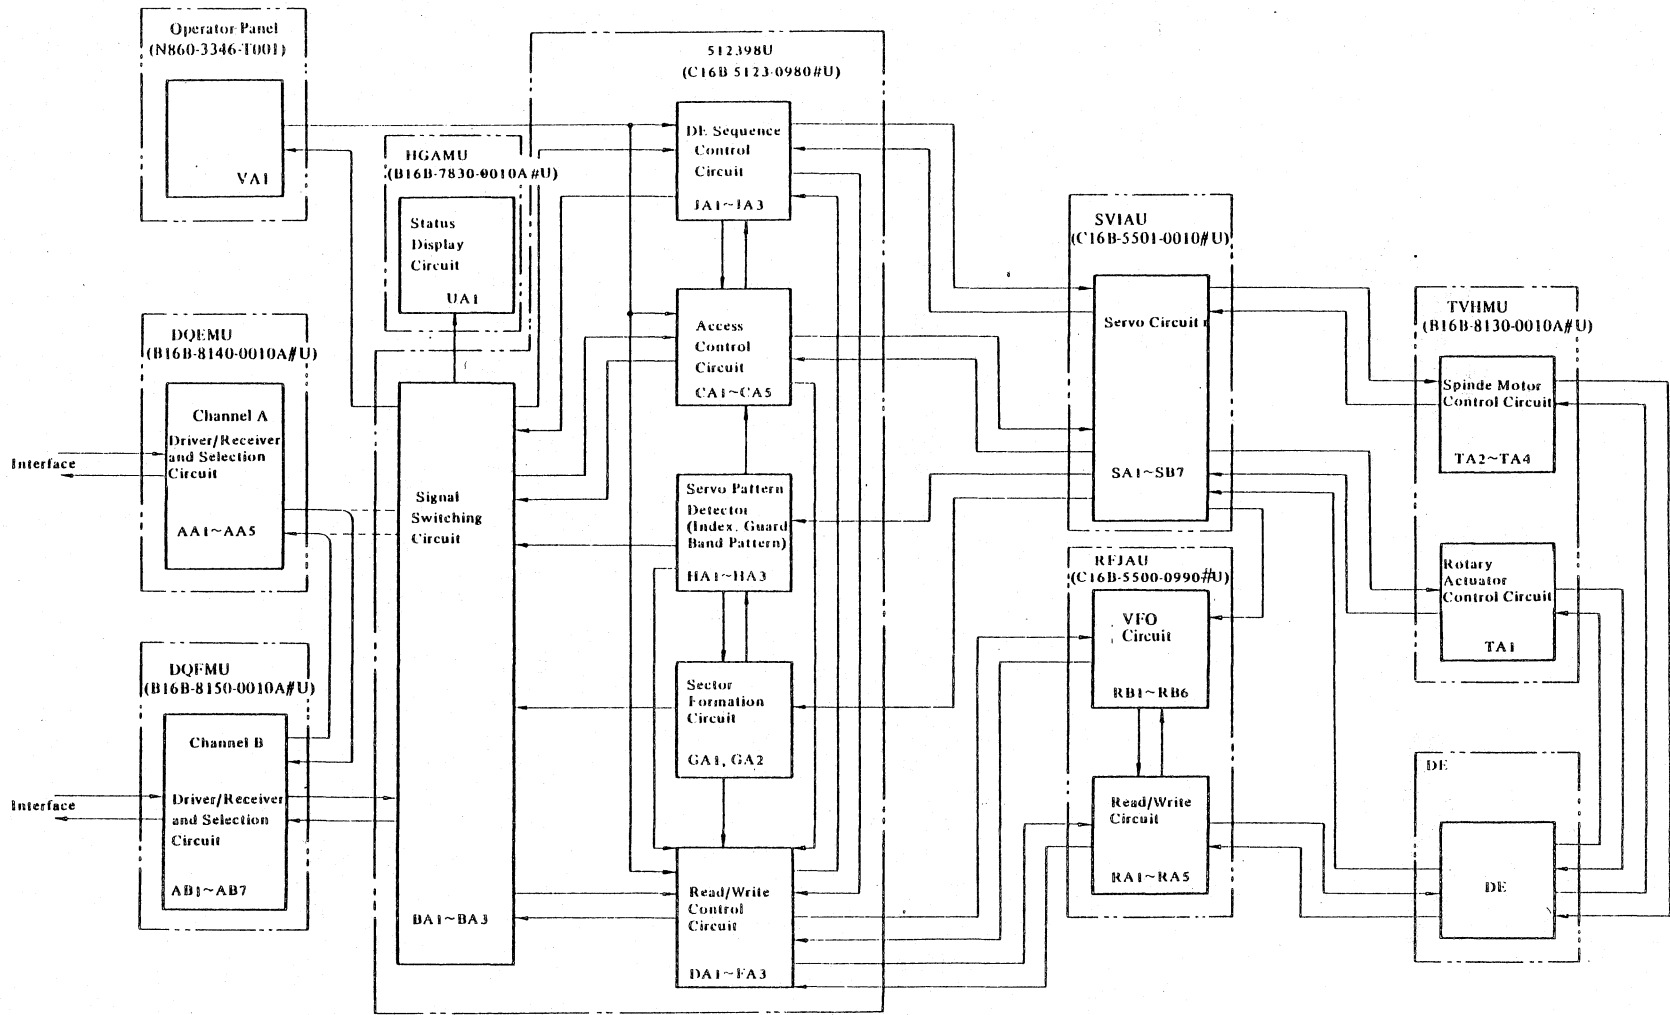 Operator Panel
(N860-3346-T001)
VA1
512398U
(C16B 5123-0980#U)
DE Sequence
Control
Circuit
JA1~JA3
HGAMU
(B16B-7830-0010A#U)
Status
Display
Circuit
UA1
SVIAU
(C16B-5501-0010#U)
Servo Circuit
SA1~SB7
TVHMU
(B16B-8130-0010A#U)
Spinde Motor
Control Circuit
TA2~TA4
Rotary
Actuator
Control Circuit
TA1
DQEMU
(B16B-8140-0010A#U)
Channel A
Driver/Receiver
and Selection
Circuit
AA1~AA5
Interface
Access
Control
Circuit
CA1~CA5
Signal
Switching
Circuit
BA1~BA3
Servo Pattern
Detector
(Index. Guard
Band Pattern)
HA1~HA3
RFJAU
(C16B-5500-0990#U)
VFO
Circuit
RB1~RB6
Read/Write
Circuit
RA1~RA5
DQFMU
(B16B-8150-0010A#U)
Channel B
Driver/Receiver
and Selection
Circuit
AB1~AB7
Interface
Sector
Formation
Circuit
GA1, GA2
Read/Write
Control
Circuit
DA1~FA3
DE
DE